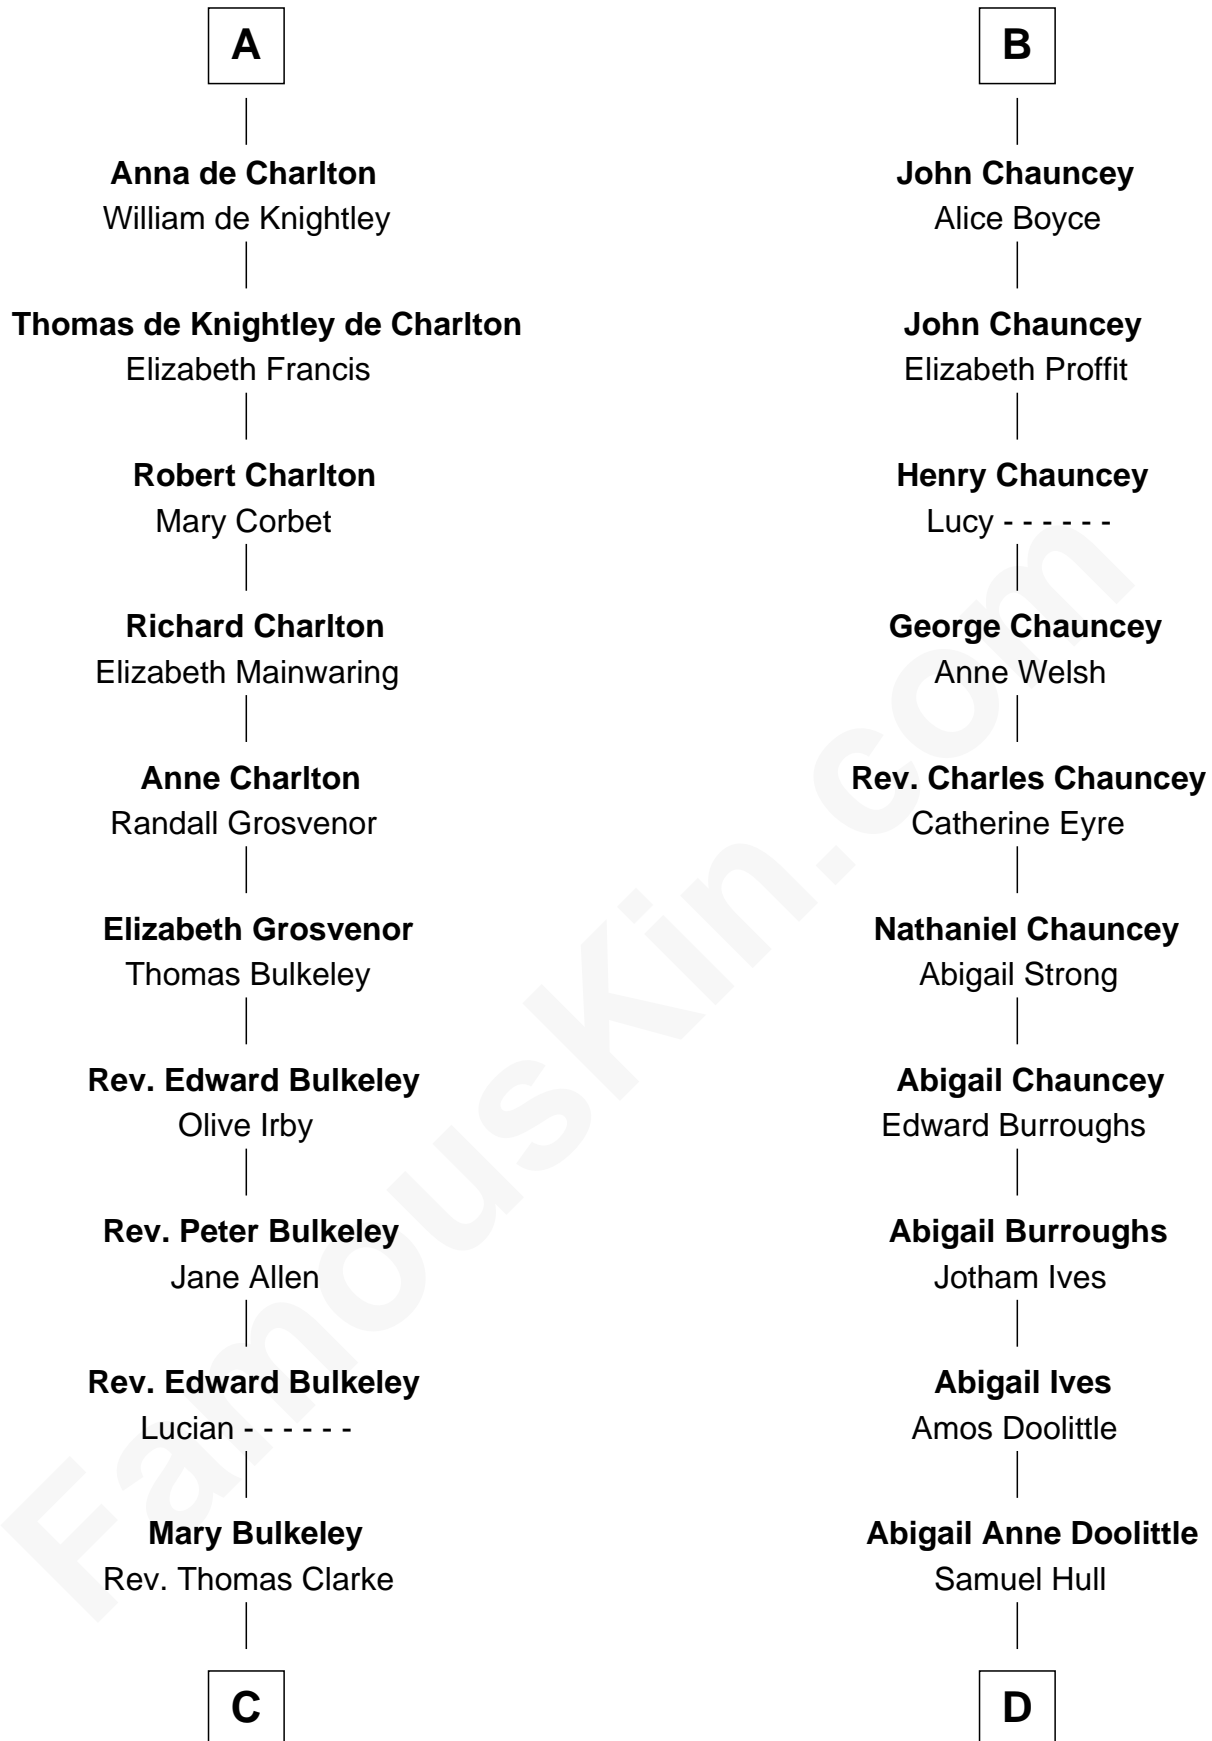 A
Anna de Charlton
William de Knightley
Thomas de Knightley de Charlton
Elizabeth Francis
Robert Charlton
Mary Corbet
Richard Charlton
Elizabeth Mainwaring
Anne Charlton
Randall Grosvenor
Elizabeth Grosvenor
Thomas Bulkeley
Rev. Edward Bulkeley
Olive Irby
Rev. Peter Bulkeley
Jane Allen
Rev. Edward Bulkeley
Lucian - - - - - -
Mary Bulkeley
Rev. Thomas Clarke
C
B
John Chauncey
Alice Boyce
John Chauncey
Elizabeth Proffit
Henry Chauncey
Lucy - - - - - -
George Chauncey
Anne Welsh
Rev. Charles Chauncey
Catherine Eyre
Nathaniel Chauncey
Abigail Strong
Abigail Chauncey
Edward Burroughs
Abigail Burroughs
Jotham Ives
Abigail Ives
Amos Doolittle
Abigail Anne Doolittle
Samuel Hull
D
FamousKin.com